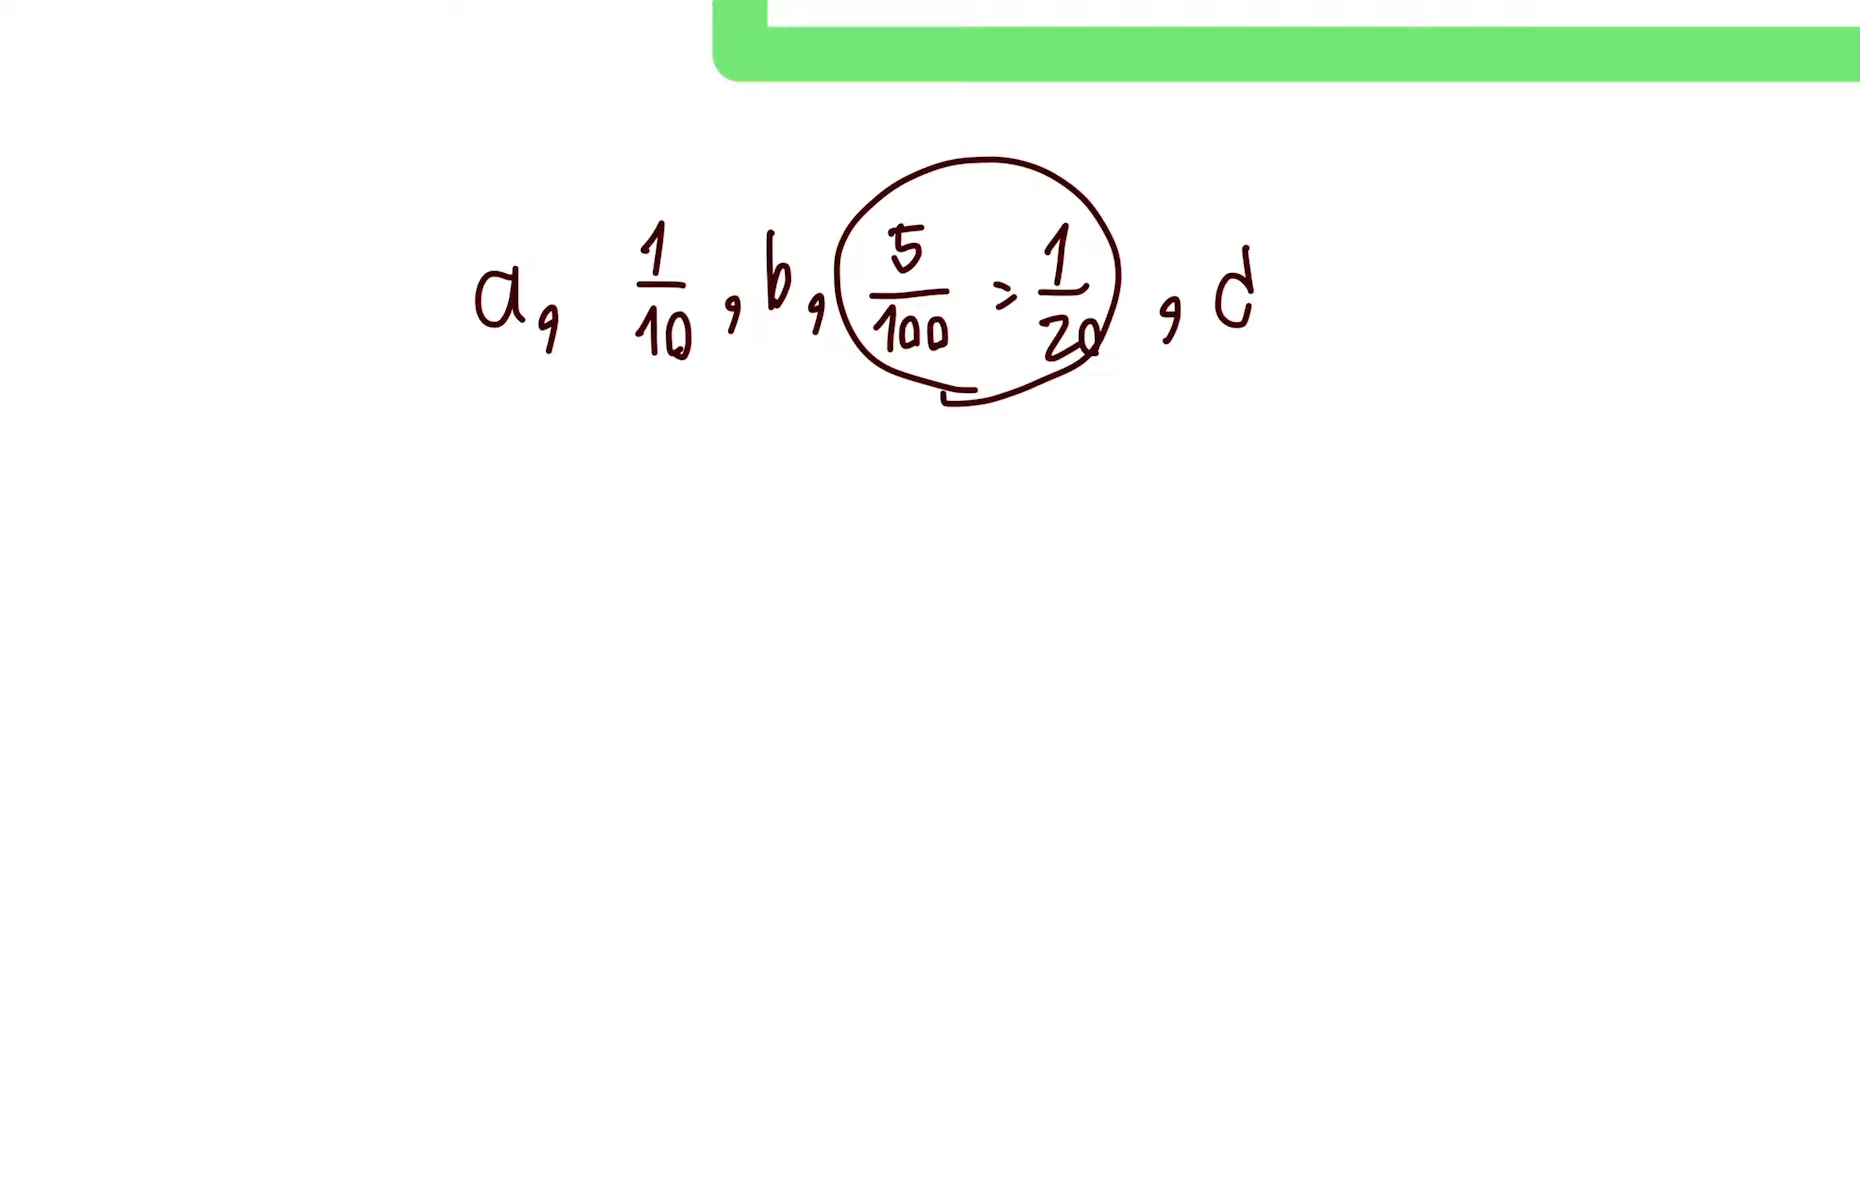 a, 1/10, b, 5/100 = 1/20, d